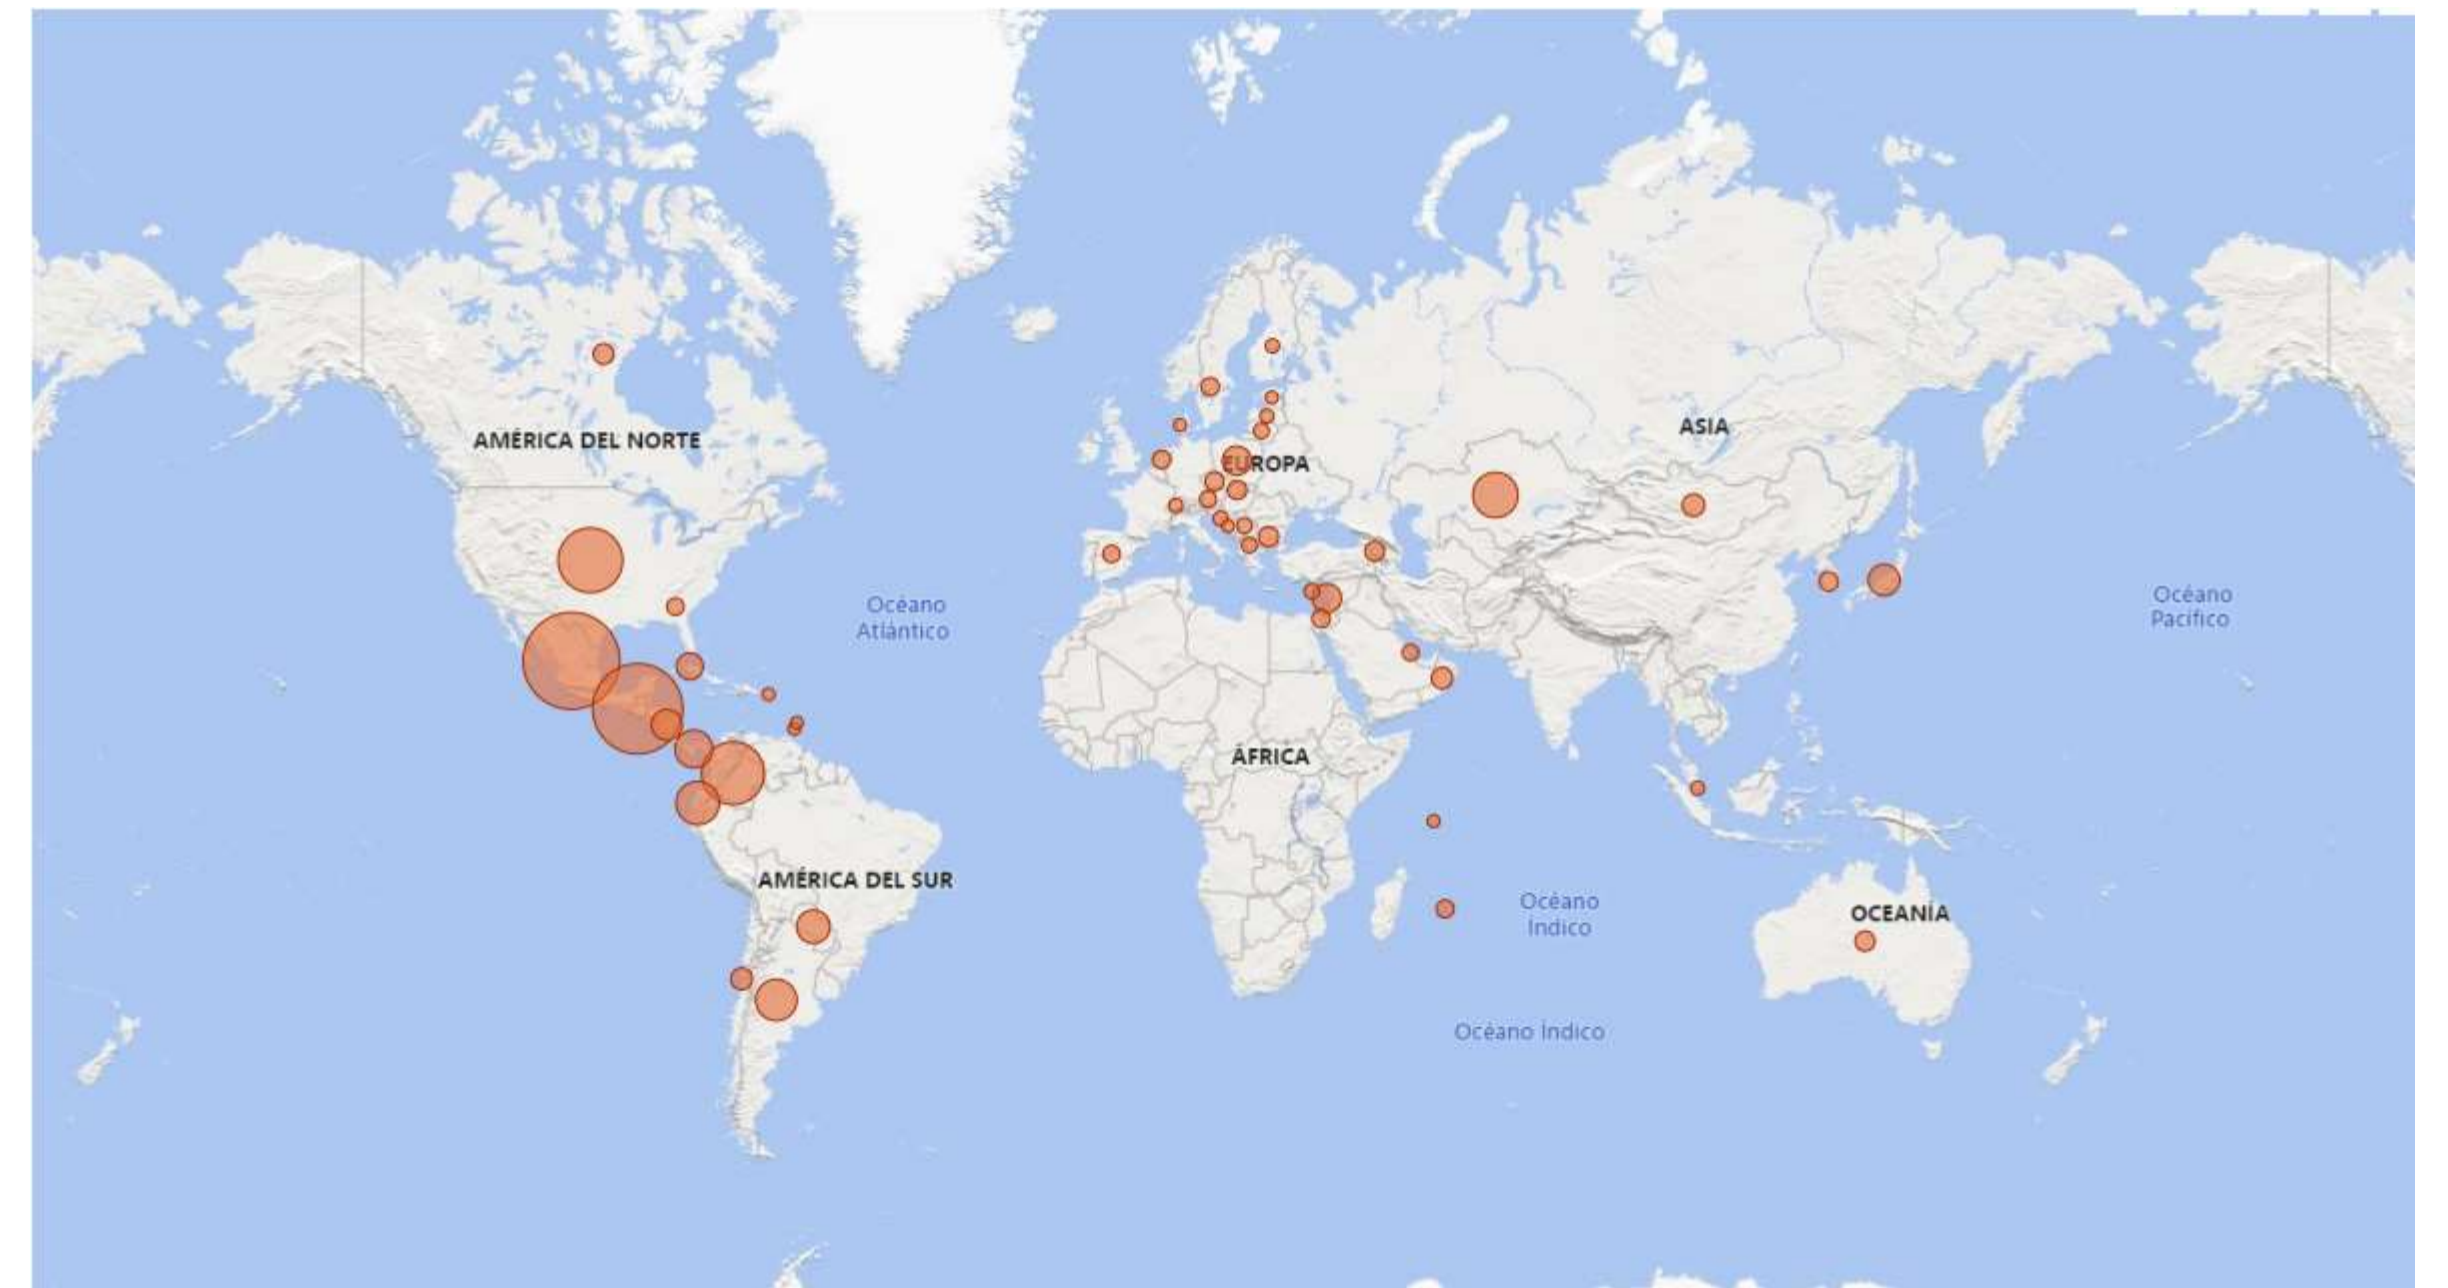 AMÉRICA DEL NORTE
ASIA
EUROPA
Océano
Atlántico
Océano
Pacífico
ÁFRICA
AMÉRICA DEL SUR
Océano
Índico
OCEANÍA
Océano Índico